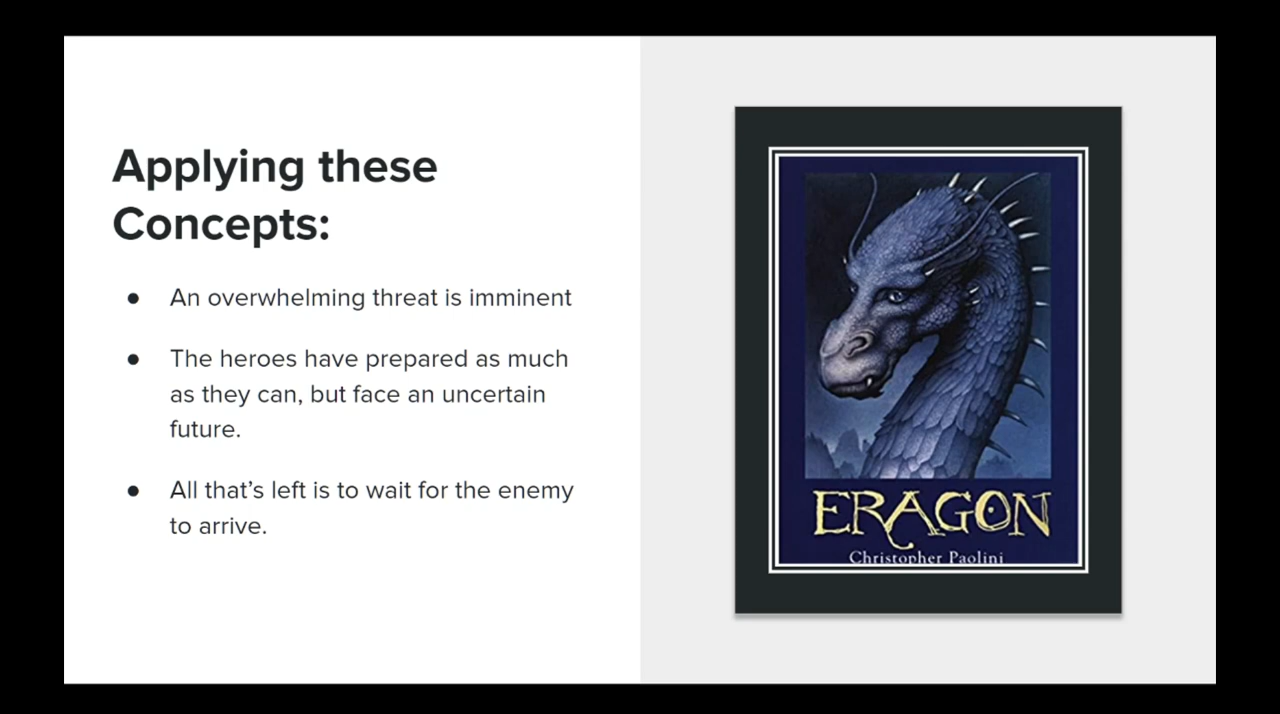 Applying these
Concepts:
● An overwhelming threat is imminent
● The heroes have prepared as much
as they can, but face an uncertain
future.
● All that’s left is to wait for the enemy
to arrive.
ERAGON
Christopher Paolini